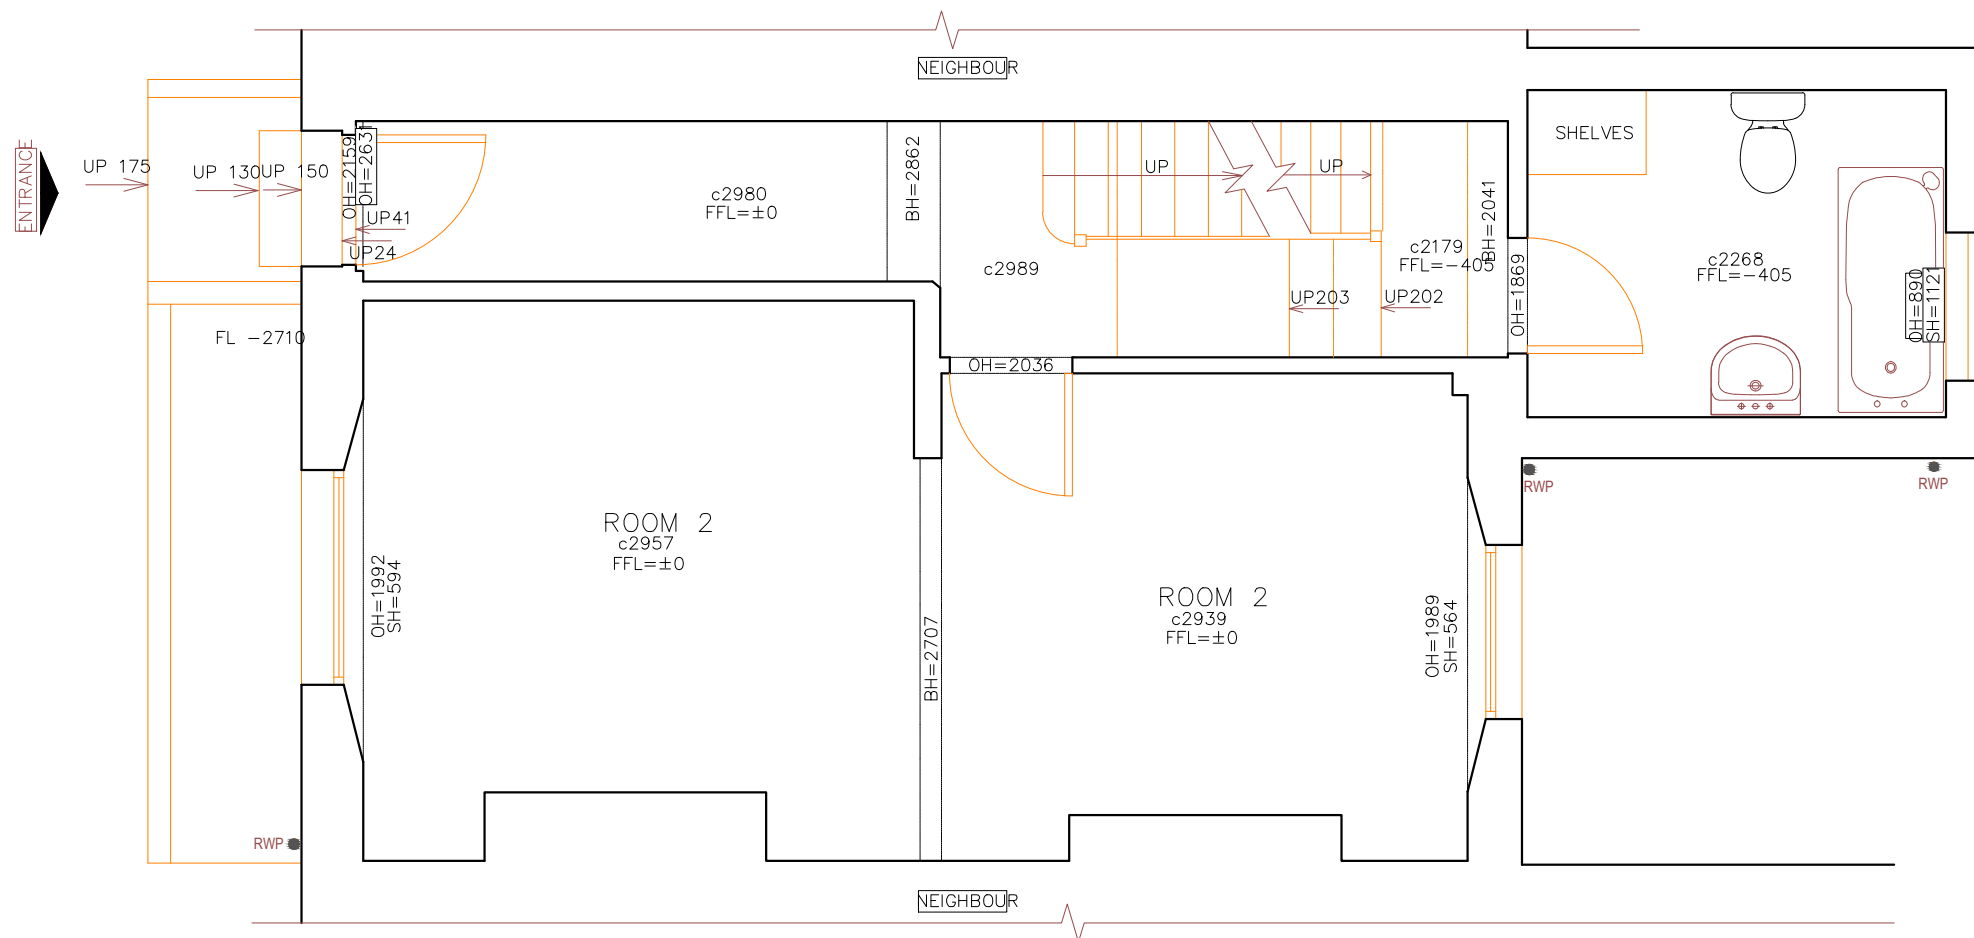 NEIGHBOUR
ENTRANCE
UP 175
UP 130
UP 150
OH=2159
OH=2631
UP41
UP24
c2980
FFL=±0
BH=2862
c2989
UP
UP
c2179
FFL=-405
BH=2041
OH=1869
UP203
UP202
SHELVES
c2268
FFL=-405
OH=890
SH=1121
FL -2710
OH=2036
ROOM 2
c2957
FFL=±0
OH=1992
SH=594
BH=2707
ROOM 2
c2939
FFL=±0
OH=1989
SH=564
RWP
RWP
RWP
NEIGHBOUR